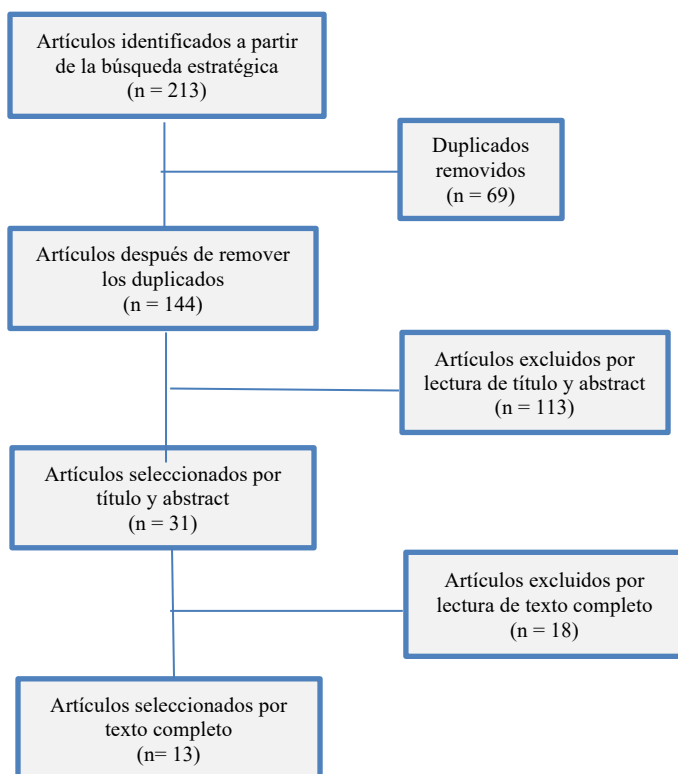 Artículos identificados a partir
de la búsqueda estratégica
(n = 213)
Duplicados
removidos
(n = 69)
Artículos después de remover
los duplicados
(n = 144)
Artículos excluidos por
lectura de título y abstract
(n = 113)
Artículos seleccionados por
título y abstract
(n = 31)
Artículos excluidos por
lectura de texto completo
(n = 18)
Artículos seleccionados por
texto completo
(n= 13)